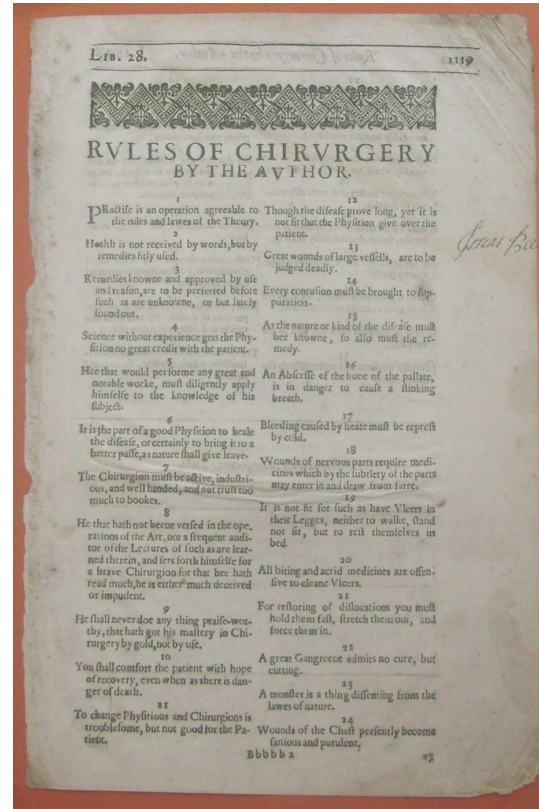 LIB. 28.
1119
RVLES OF CHIRVRGERY
BY THE AVTHOR.
1
PRactise is an operation agreeable to
the rules and lawes of the Theory.
2
Health is not received by words, but by
remedies fitly used.
3
Remedies knowne and approved by use
and reason, are to be preferred before
such as are unknowne, or but lately
found out.
4
Science without experience gets the Phy-
sition no great credit with the patient.
5
Hee that would performe any great and
notable worke, must diligently apply
himselfe to the knowledge of his
subject.
6
It is the part of a good Physition to heale
the disease, or certainly to bring it to a
better passe, as nature shall give leave.
7
The Chirurgion must be active, industri-
ous, and well handed, and not trust too
much to bookes.
8
He that hath not beene versed in the ope-
rations of the Art, nor a frequent audi-
tor of the Lectures of such as are lear-
ned therein, and sets forth himselfe for
a brave Chirurgion for that hee hath
read much, he is either much deceived
or impudent.
9
He shall never doe any thing praise-wor-
thy, that hath got his mastery in Chi-
rurgery by gold, not by use.
10
You shall comfort the patient with hope
of recovery, even when as there is dan-
ger of death.
11
To change Physitions and Chirurgions is
troublesome, but not good for the Pa-
tient.
12
Though the disease prove long, yet it is
not fit that the Physition give over the
patient.
13
Great wounds of large vessells, are to be
judged deadly.
14
Every contusion must be brought to sup-
puration.
15
As the nature or kind of the disease must
bee knowne, so also must the re-
medy.
16
An Abscesse of the bone of the pallate,
is in danger to cause a stinking
breath.
17
Bleeding caused by heate must be represt
by cold.
18
Wounds of nervous parts require medi-
cines which by the subtlety of the parts
may enter in and draw from farre.
19
It is not fit for such as have Vlcers in
their Legges, neither to walke, stand
nor sit, but to rest themselves in
bed.
20
All biting and acrid medicines are offen-
sive to cleane Vlcers.
21
For restoring of dislocations you must
hold them fast, stretch them out, and
force them in.
22
A great Gangreene admits no cure, but
cutting.
23
A monster is a thing dissenting from the
lawes of nature.
24
Wounds of the Chest presently become
sanious and purulent.
Bbbbb 2
25